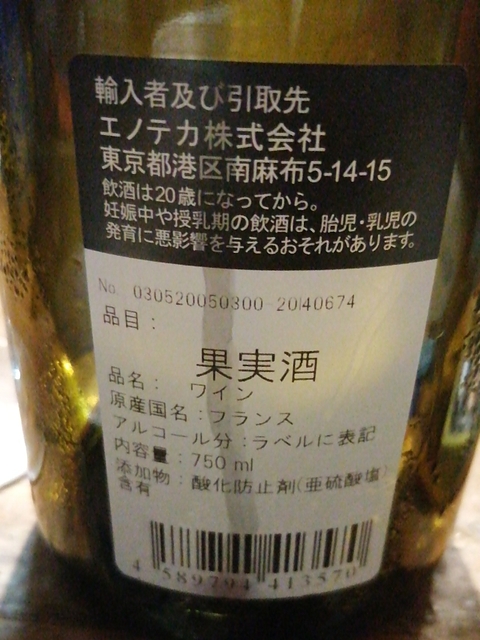 輸入者及び引取先
エノテカ株式会社
東京都港区南麻布5-14-15
飲酒は20歳になってから。
妊娠中や授乳期の飲酒は、胎児・乳児の
発育に悪影響を与えるおそれがあります。
No. 030520050300-20140674
品目：
果実酒
品名： ワイン
原産国名：フランス
アルコール分：ラベルに表記
内容量：750 ml
添加物：酸化防止剤(亜硫酸塩)
含有
4 589794 413570